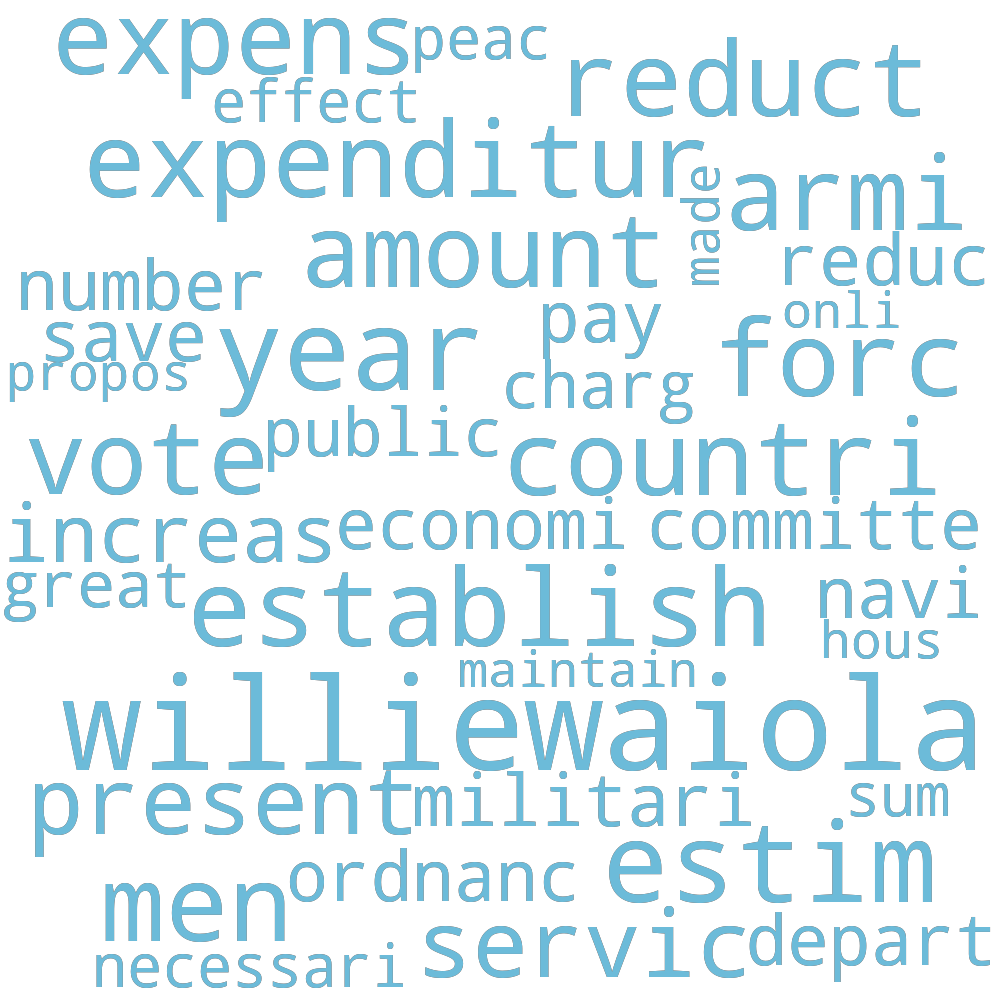 expens peac
reduct
effect
expenditur
made
armi
amount
reduc
number
pay
onli
save
year
forc
propos
charg
public
vote
countri
increas
economi
committe
great
establish
navi
hous
maintain
williewaiola
present
militari
sum
estim
ordnanc
men
servic
depart
necessari